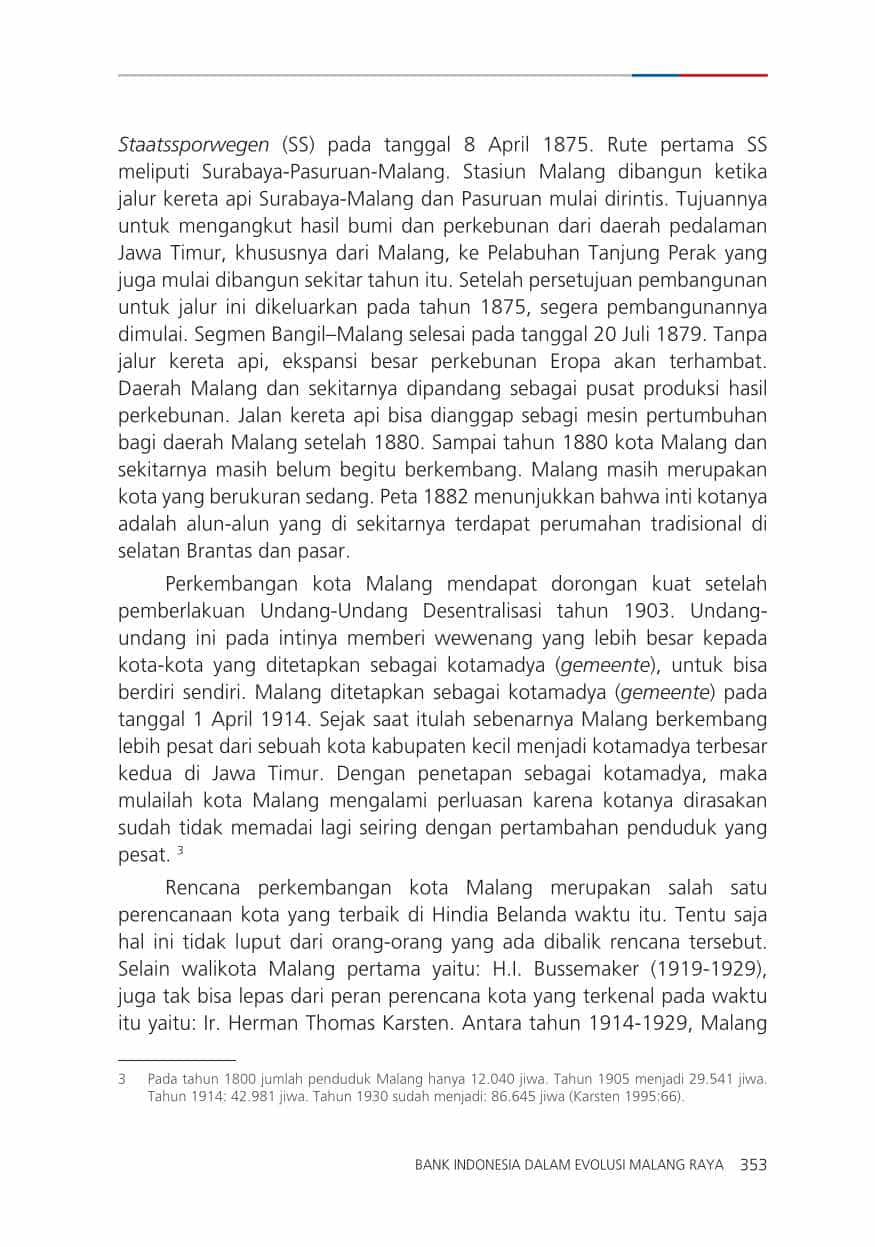 Staatssporwegen (SS) pada tanggal 8 April 1875. Rute pertama SS
meliputi Surabaya-Pasuruan-Malang. Stasiun Malang dibangun ketika
jalur kereta api Surabaya-Malang dan Pasuruan mulai dirintis. Tujuannya
untuk mengangkut hasil bumi dan perkebunan dari daerah pedalaman
Jawa Timur, khususnya dari Malang, ke Pelabuhan Tanjung Perak yang
juga mulai dibangun sekitar tahun itu. Setelah persetujuan pembangunan
untuk jalur ini dikeluarkan pada tahun 1875, segera pembangunannya
dimulai. Segmen Bangil–Malang selesai pada tanggal 20 Juli 1879. Tanpa
jalur kereta api, ekspansi besar perkebunan Eropa akan terhambat.
Daerah Malang dan sekitarnya dipandang sebagai pusat produksi hasil
perkebunan. Jalan kereta api bisa dianggap sebagi mesin pertumbuhan
bagi daerah Malang setelah 1880. Sampai tahun 1880 kota Malang dan
sekitarnya masih belum begitu berkembang. Malang masih merupakan
kota yang berukuran sedang. Peta 1882 menunjukkan bahwa inti kotanya
adalah alun-alun yang di sekitarnya terdapat perumahan tradisional di
selatan Brantas dan pasar.
Perkembangan kota Malang mendapat dorongan kuat setelah
pemberlakuan Undang-Undang Desentralisasi tahun 1903. Undang-
undang ini pada intinya memberi wewenang yang lebih besar kepada
kota-kota yang ditetapkan sebagai kotamadya (gemeente), untuk bisa
berdiri sendiri. Malang ditetapkan sebagai kotamadya (gemeente) pada
tanggal 1 April 1914. Sejak saat itulah sebenarnya Malang berkembang
lebih pesat dari sebuah kota kabupaten kecil menjadi kotamadya terbesar
kedua di Jawa Timur. Dengan penetapan sebagai kotamadya, maka
mulailah kota Malang mengalami perluasan karena kotanya dirasakan
sudah tidak memadai lagi seiring dengan pertambahan penduduk yang
pesat. 3
Rencana perkembangan kota Malang merupakan salah satu
perencanaan kota yang terbaik di Hindia Belanda waktu itu. Tentu saja
hal ini tidak luput dari orang-orang yang ada dibalik rencana tersebut.
Selain walikota Malang pertama yaitu: H.I. Bussemaker (1919-1929),
juga tak bisa lepas dari peran perencana kota yang terkenal pada waktu
itu yaitu: Ir. Herman Thomas Karsten. Antara tahun 1914-1929, Malang
3 Pada tahun 1800 jumlah penduduk Malang hanya 12.040 jiwa. Tahun 1905 menjadi 29.541 jiwa.
Tahun 1914: 42.981 jiwa. Tahun 1930 sudah menjadi: 86.645 jiwa (Karsten 1995:66).
BANK INDONESIA DALAM EVOLUSI MALANG RAYA 353